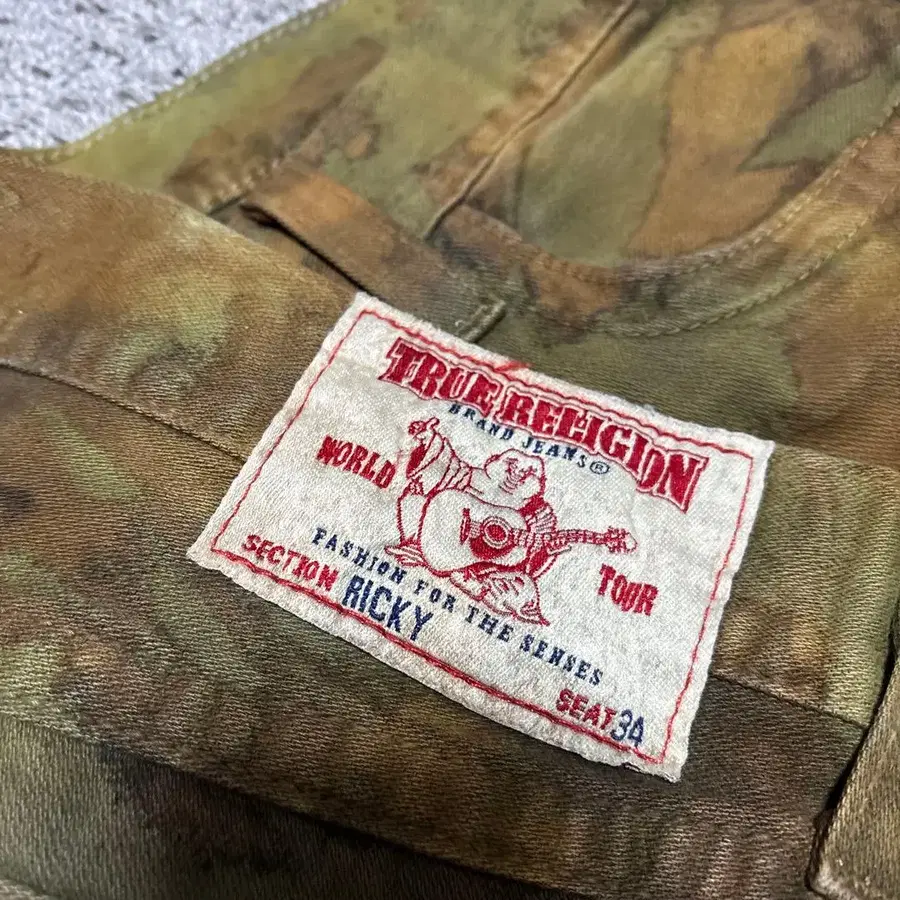 TRUE RELIGION
BRAND JEANS®
WORLD TOUR
FASHION FOR THE SENSES
SECTION RICKY
SEAT 34